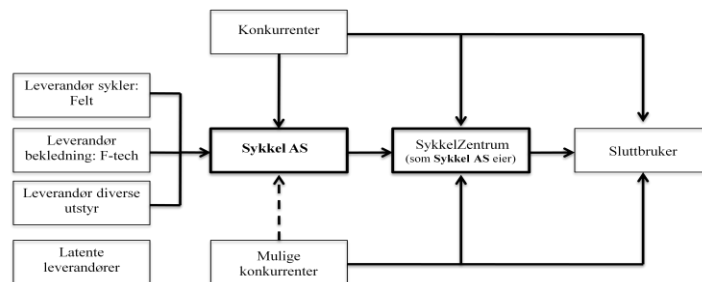 Konkurrenter
Leverandør sykler:
Felt
Leverandør
bekledning: F-tech
Sykkel AS
SykkelZentrum
(som Sykkel AS eier)
Sluttbruker
Leverandør diverse
utstyr
Latente
leverandører
Mulige
konkurrenter